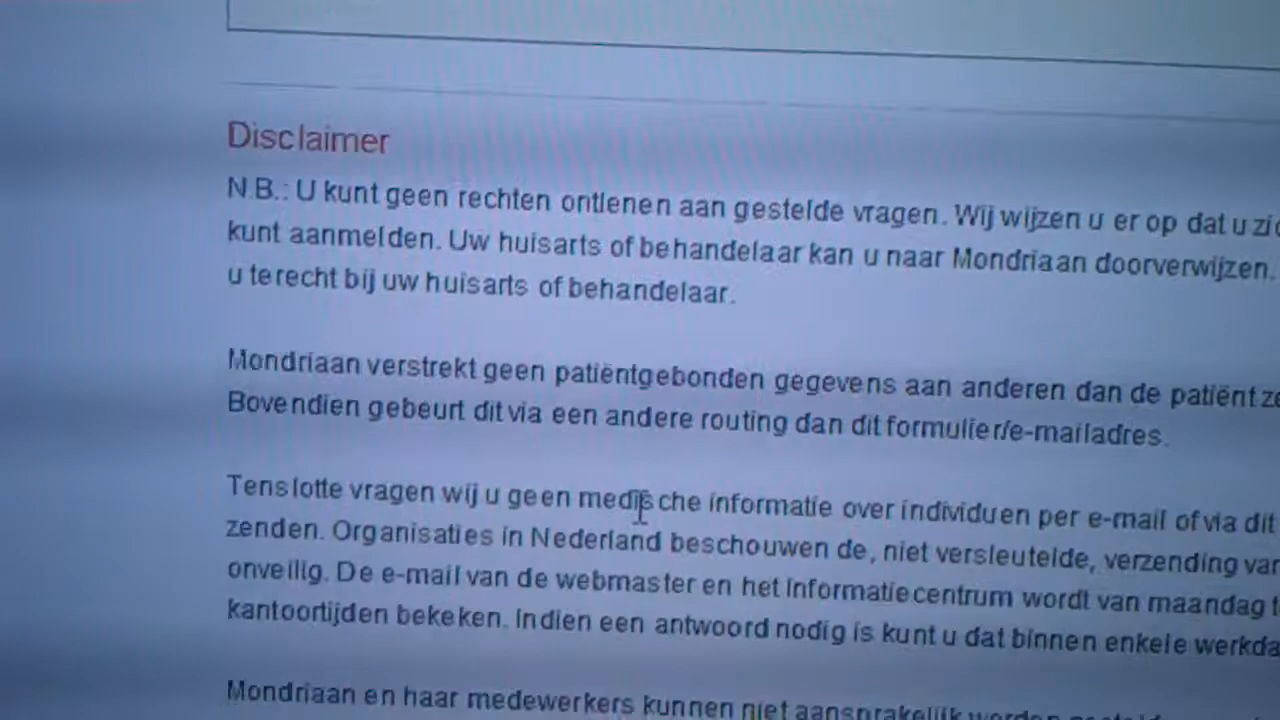 Disclaimer
N.B.: U kunt geen rechten ontlenen aan gestelde vragen. Wij wijzen u er op dat u
kunt aanmelden. Uw huisarts of behandelaar kan u naar Mondriaan doorverwijzen.
u terecht bij uw huisarts of behandelaar.
Mondriaan verstrekt geen patiëntgebonden gegevens aan anderen dan de patiënt
Bovendien gebeurt dit via een andere routing dan dit formulier/e-mailadres.
Tenslotte vragen wij u geen medische informatie over individuen per e-mail of via dit
zenden. Organisaties in Nederland beschouwen de, niet versleutelde, verzending
onveilig. De e-mail van de webmaster en het Informatiecentrum wordt van maandag
kantoortijden bekeken. Indien een antwoord nodig is kunt u dat binnen enkele
Mondriaan en haar medewerkers kunnen niet aansprakelijk worden